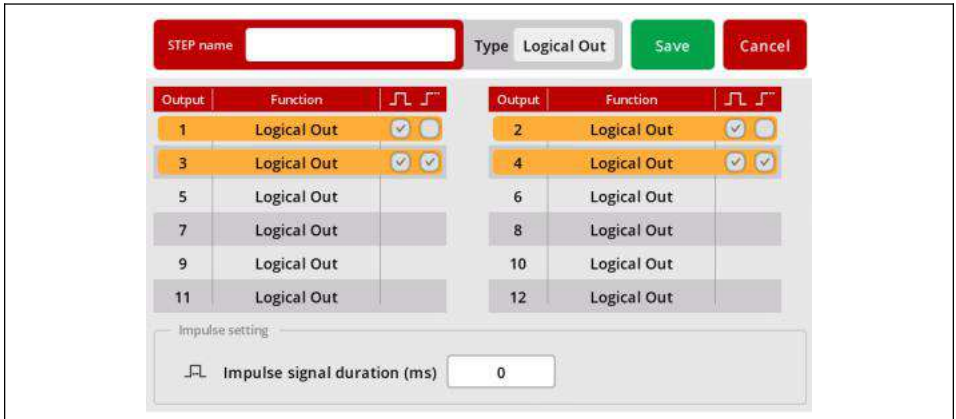 STEP name Type Logical Out Save Cancel
Output Function Output Function
1 Logical Out 2 Logical Out
3 Logical Out 4 Logical Out
5 Logical Out 6 Logical Out
7 Logical Out 8 Logical Out
9 Logical Out 10 Logical Out
11 Logical Out 12 Logical Out
Impulse setting
Impulse signal duration (ms) 0